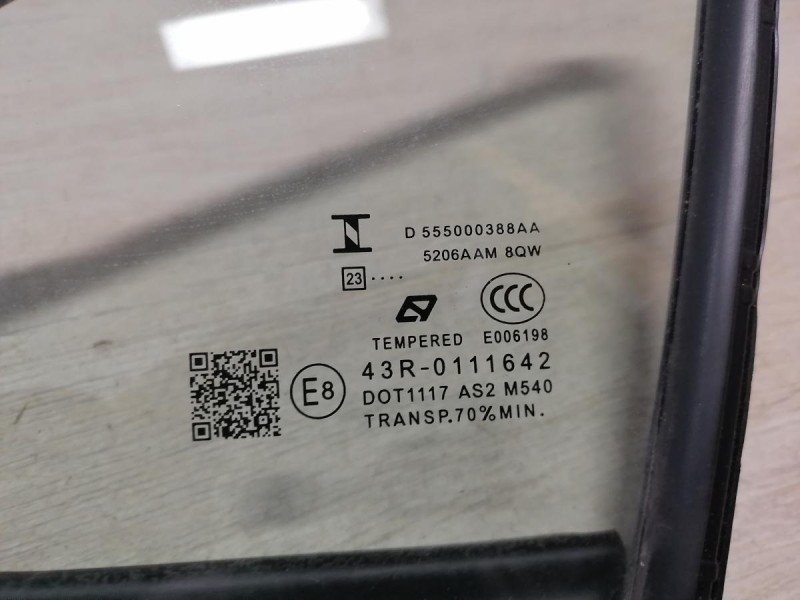 D 555000388AA
5206AAM 8QW
23 ....
CCC
TEMPERED E006198
E8 43R-0111642
DOT1117 AS2 M540
TRANSP.70%MIN.